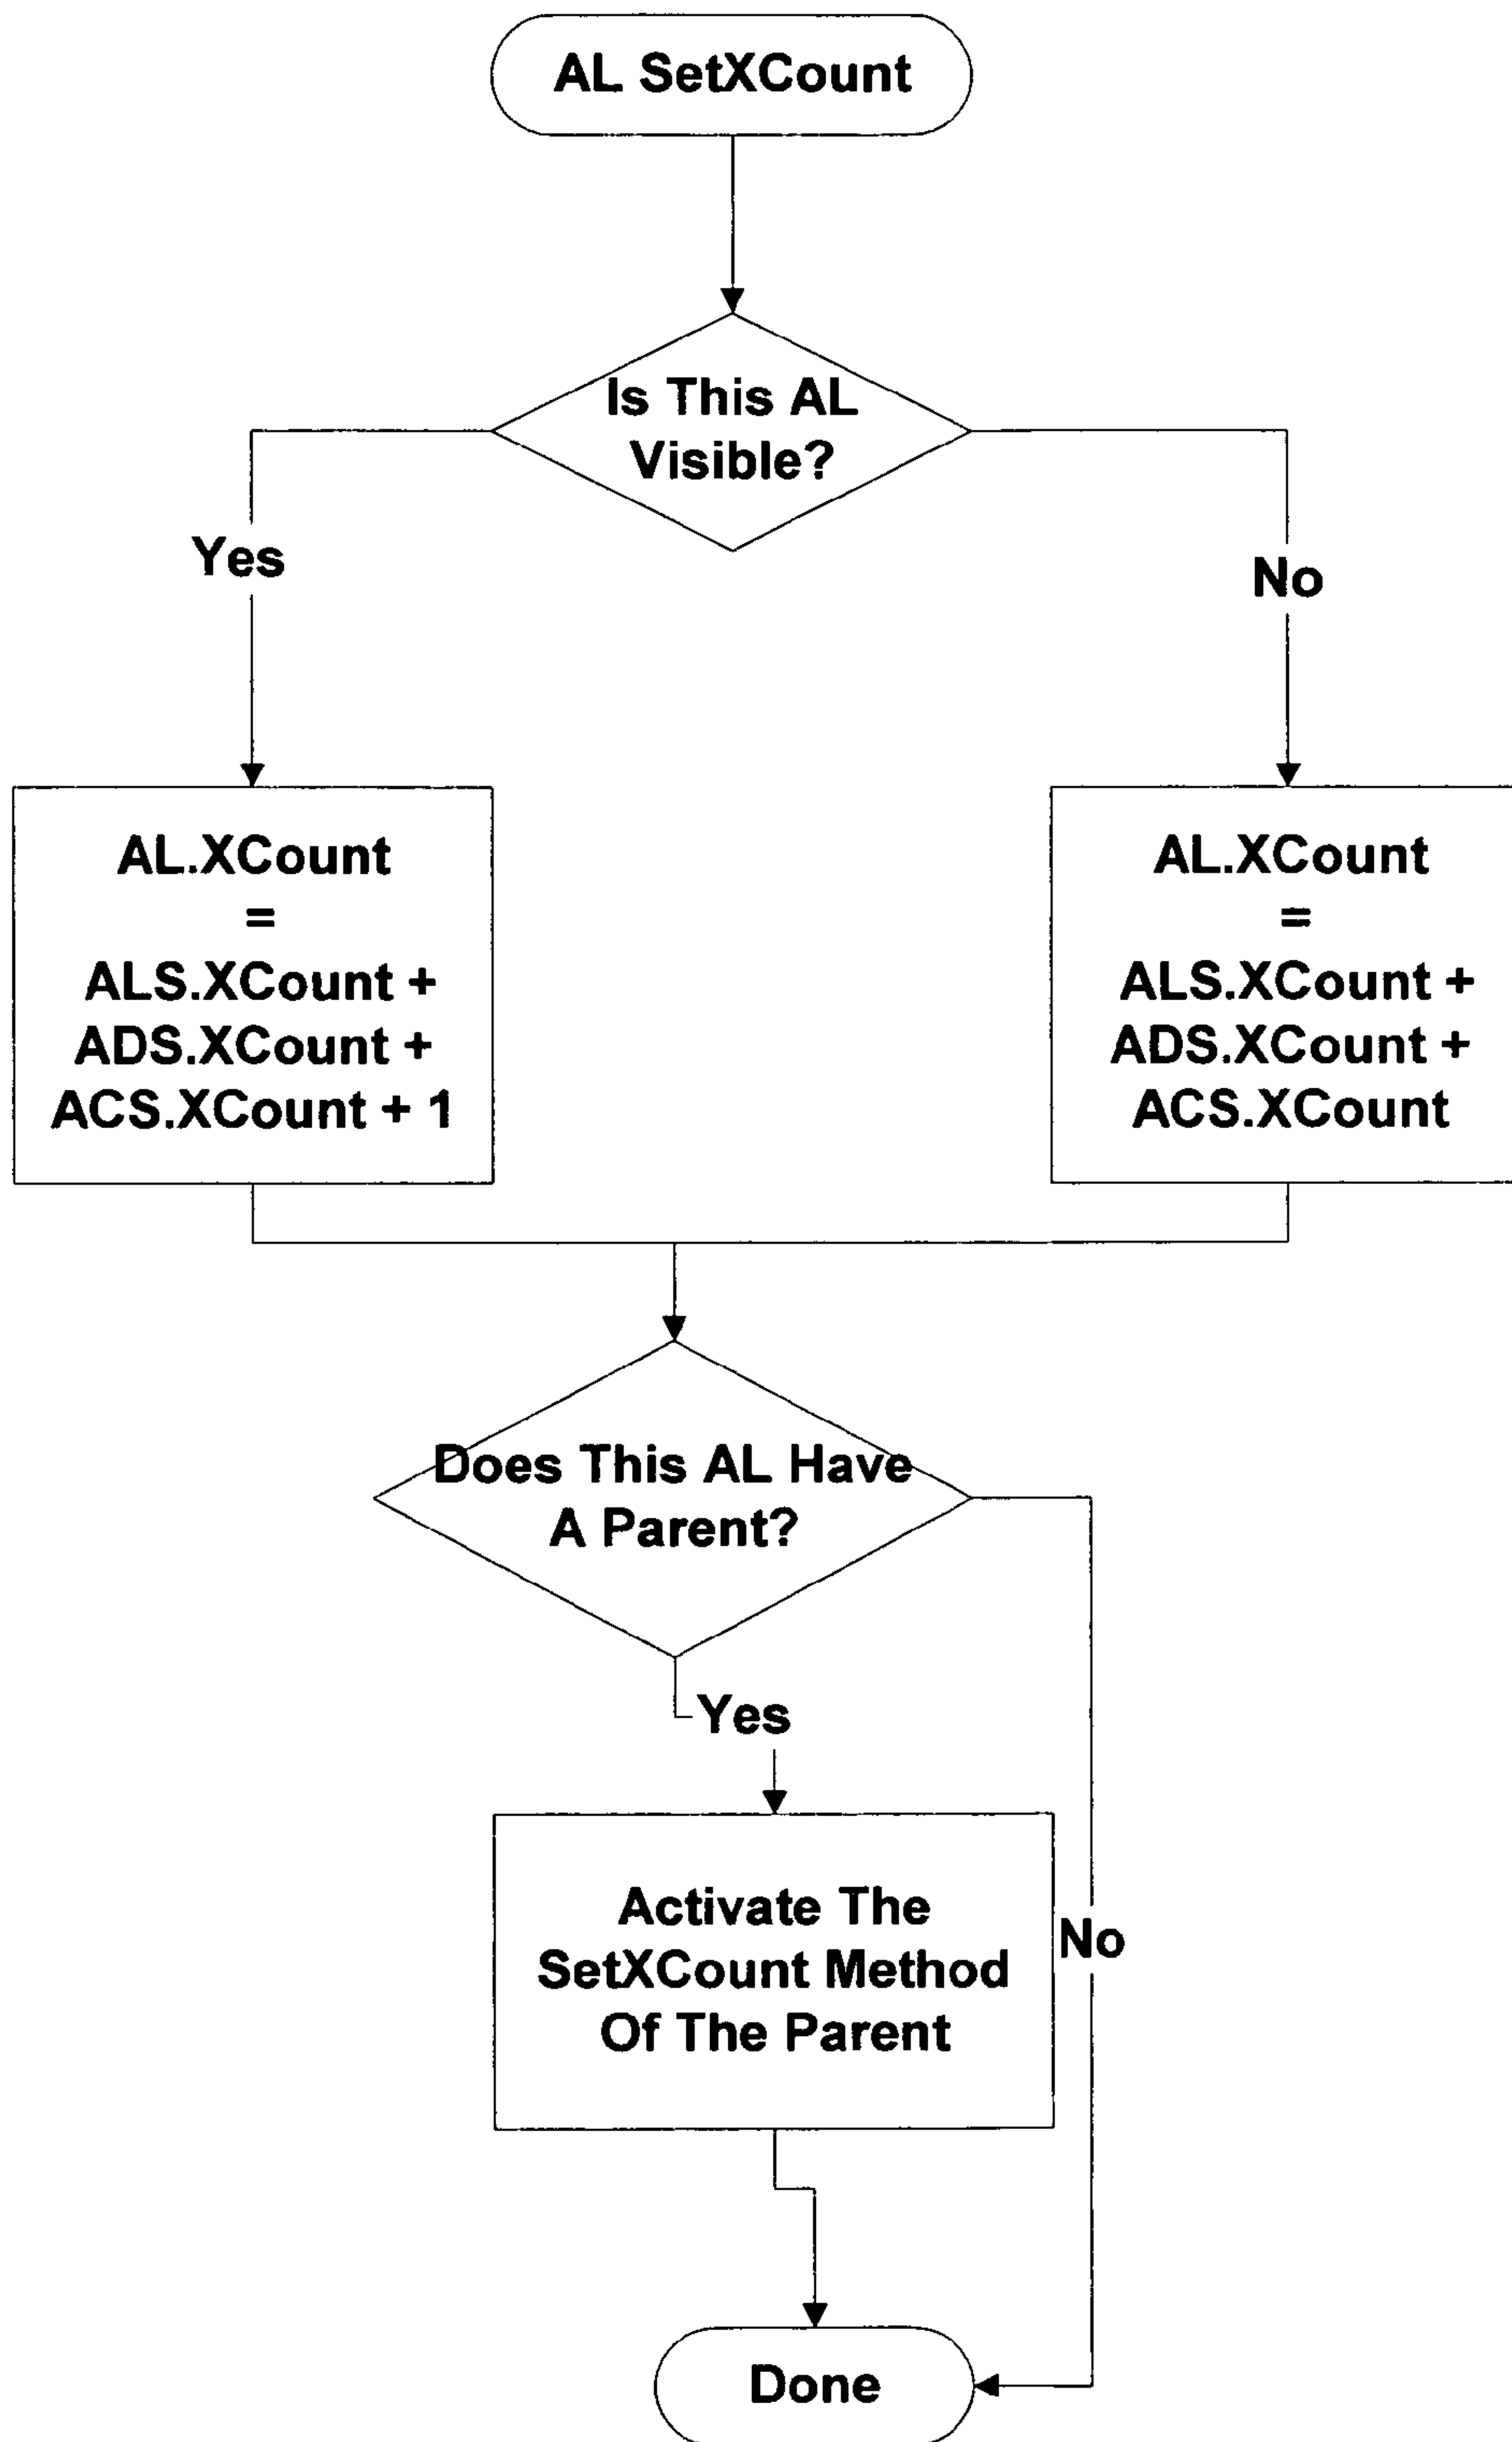 AL SetXCount
Is This AL
Visible?
Yes
No
AL.XCount
=
ALS.XCount +
ADS.XCount +
ACS.XCount + 1
AL.XCount
=
ALS.XCount +
ADS.XCount +
ACS.XCount
Does This AL Have
A Parent?
Yes
Activate The
SetXCount Method
Of The Parent
No
Done